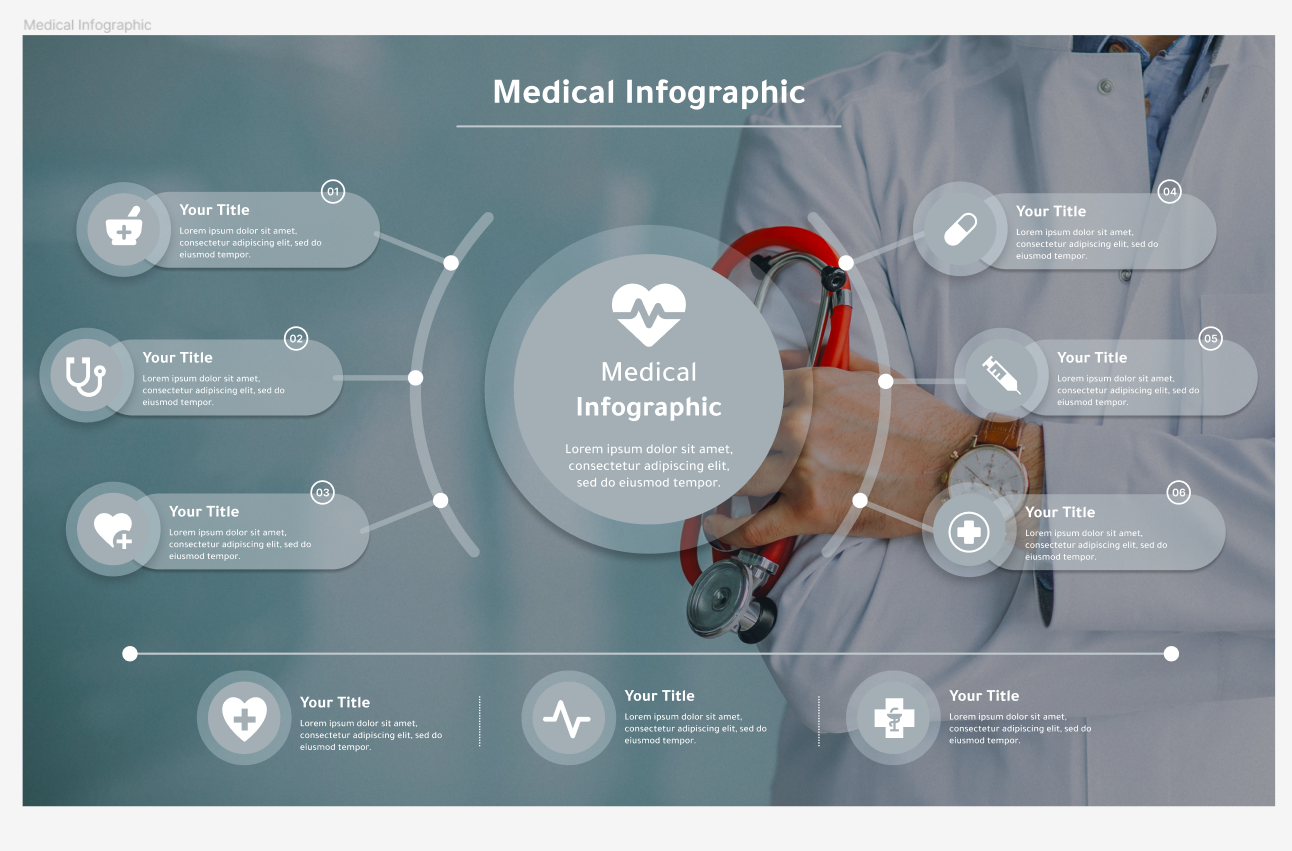 Medical Infographic
Medical Infographic
01
Your Title
Lorem ipsum dolor sit amet,
consectetur adipiscing elit, sed do
eiusmod tempor.
02
Your Title
Lorem ipsum dolor sit amet,
consectetur adipiscing elit, sed do
eiusmod tempor.
03
Your Title
Lorem ipsum dolor sit amet,
consectetur adipiscing elit, sed do
eiusmod tempor.
Medical
Infographic
Lorem ipsum dolor sit amet,
consectetur adipiscing elit,
sed do eiusmod tempor.
04
Your Title
Lorem ipsum dolor sit amet,
consectetur adipiscing elit, sed do
eiusmod tempor.
05
Your Title
Lorem ipsum dolor sit amet,
consectetur adipiscing elit, sed do
eiusmod tempor.
06
Your Title
Lorem ipsum dolor sit amet,
consectetur adipiscing elit, sed do
eiusmod tempor.
Your Title
Lorem ipsum dolor sit amet,
consectetur adipiscing elit, sed do
eiusmod tempor.
Your Title
Lorem ipsum dolor sit amet,
consectetur adipiscing elit, sed do
eiusmod tempor.
Your Title
Lorem ipsum dolor sit amet,
consectetur adipiscing elit, sed do
eiusmod tempor.